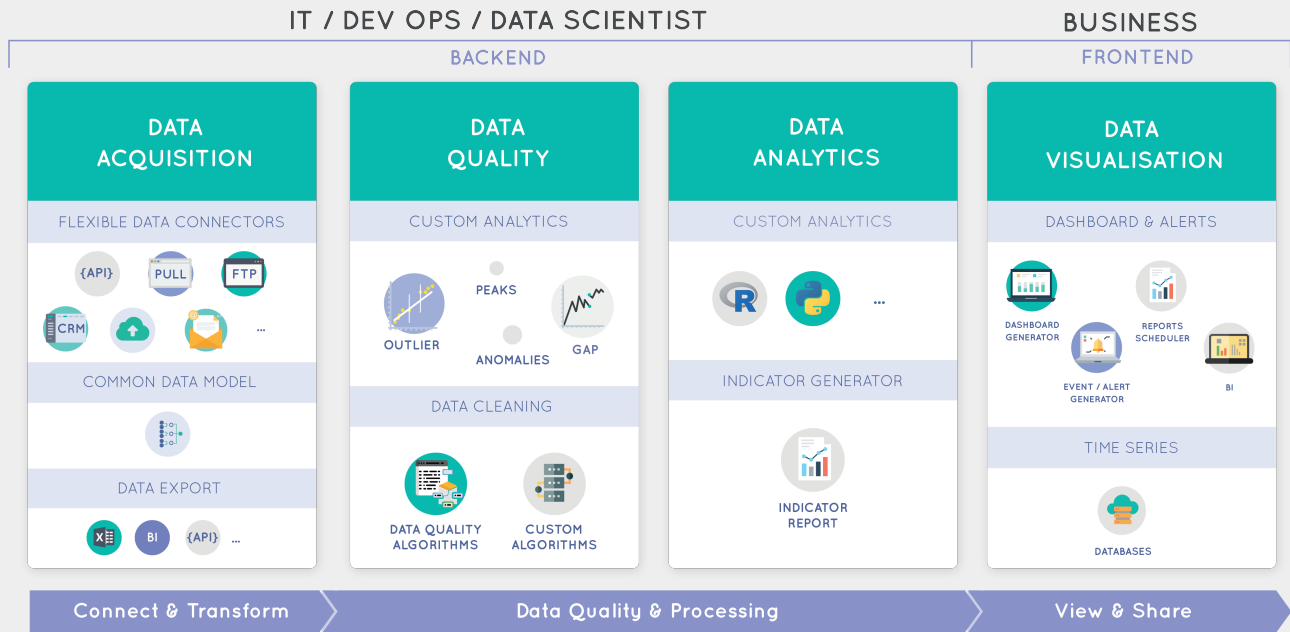 IT / DEV OPS / DATA SCIENTIST
BUSINESS
BACKEND
FRONTEND
DATA
ACQUISITION
FLEXIBLE DATA CONNECTORS
{API}
PULL
FTP
CRM
...
COMMON DATA MODEL
DATA EXPORT
X
BI
{API}
...
DATA
QUALITY
CUSTOM ANALYTICS
OUTLIER
PEAKS
ANOMALIES
GAP
DATA CLEANING
DATA QUALITY
ALGORITHMS
CUSTOM
ALGORITHMS
DATA
ANALYTICS
CUSTOM ANALYTICS
R
...
INDICATOR GENERATOR
INDICATOR
REPORT
DATA
VISUALISATION
DASHBOARD & ALERTS
DASHBOARD
GENERATOR
EVENT / ALERT
GENERATOR
REPORTS
SCHEDULER
BI
TIME SERIES
DATABASES
Connect & Transform
Data Quality & Processing
View & Share